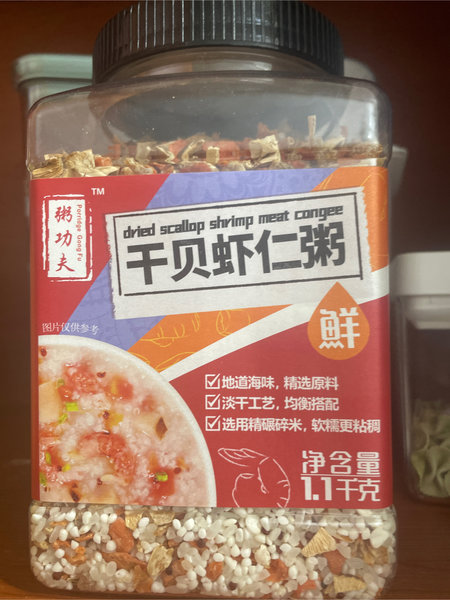 粥功夫
Porridge Gong Fu
TM
dried scallop shrimp meat congee
干贝虾仁粥
图片仅供参考
鲜
地道海味，精选原料
淡干工艺，均衡搭配
选用精碾碎米，软糯更粘稠
净含量
1.1千克